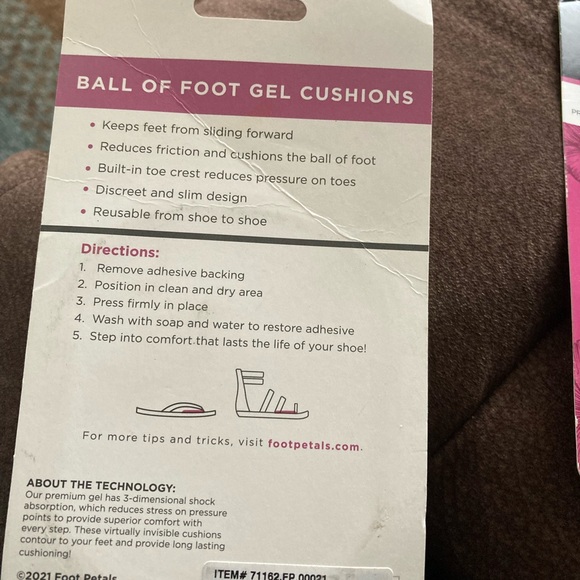 BALL OF FOOT GEL CUSHIONS
• Keeps feet from sliding forward
• Reduces friction and cushions the ball of foot
• Built-in toe crest reduces pressure on toes
• Discreet and slim design
• Reusable from shoe to shoe
Directions:
1. Remove adhesive backing
2. Position in clean and dry area
3. Press firmly in place
4. Wash with soap and water to restore adhesive
5. Step into comfort that lasts the life of your shoe!
For more tips and tricks, visit footpetals.com.
ABOUT THE TECHNOLOGY:
Our premium gel has 3-dimensional shock
absorption, which reduces stress on pressure
points to provide superior comfort with
every step. These virtually invisible cushions
contour to your feet and provide long lasting
cushioning!
©2021 Foot Petals
ITEM# 71162.FP.00021